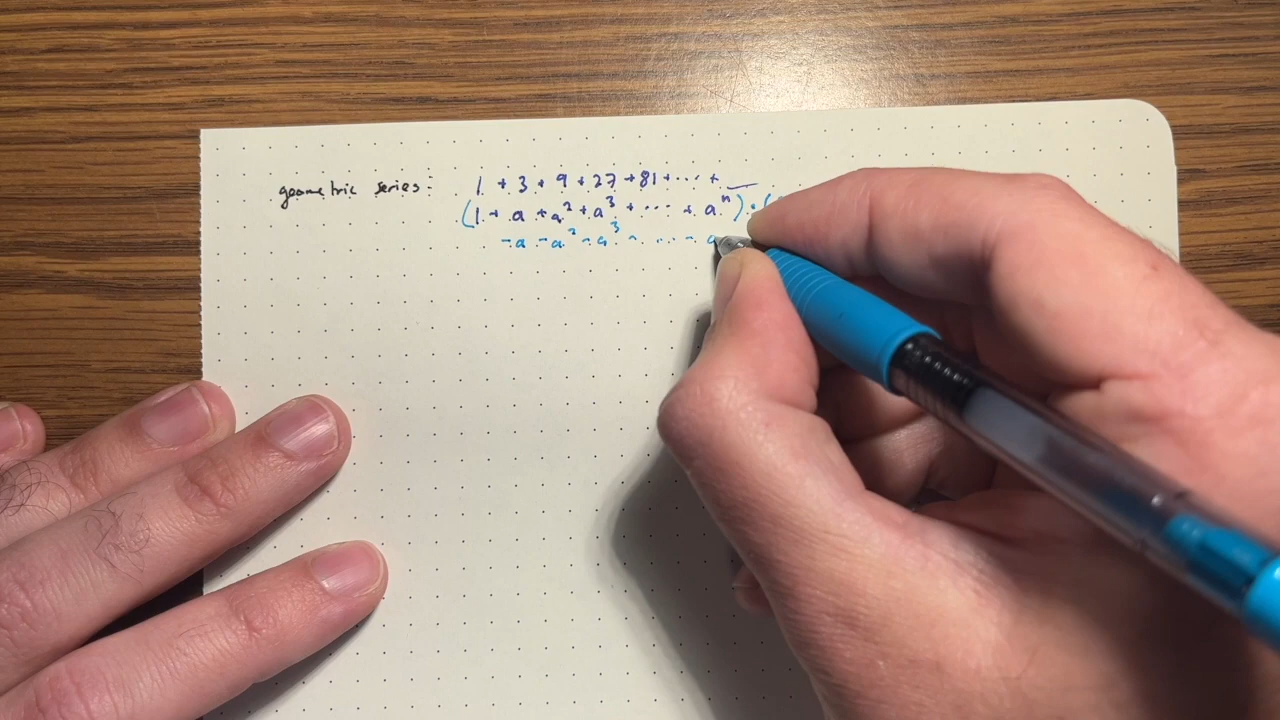 geometric series: 1 + 3 + 9 + 27 + 81 + ... + _
(1 + a + a² + a³ + ... + aⁿ) · (
- a - a² - a³ - ... - a